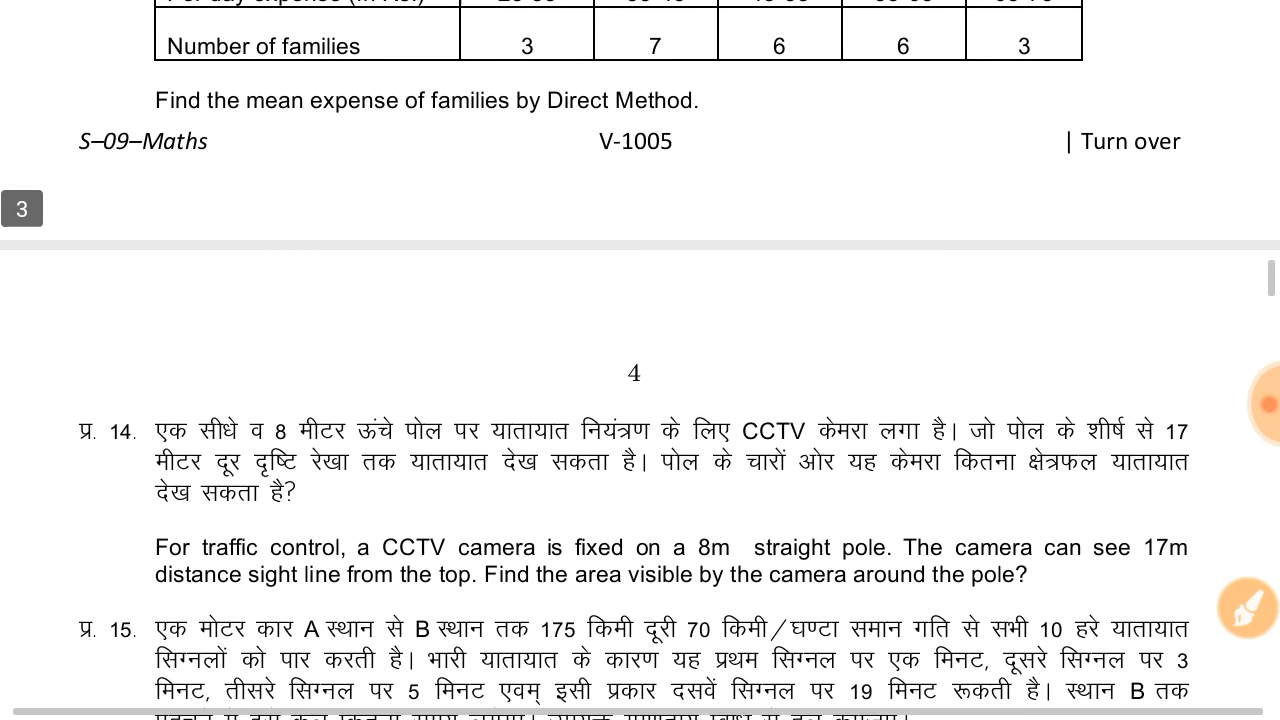 Number of families 3 7 6 6 3
Find the mean expense of families by Direct Method.
S–09–Maths V-1005 | Turn over
3
4
प्र. 14. एक सीधे व 8 मीटर ऊंचे पोल पर यातायात नियंत्रण के लिए CCTV केमरा लगा है। जो पोल के शीर्ष से 17
मीटर दूर दृष्टि रेखा तक यातायात देख सकता है। पोल के चारों ओर यह केमरा कितना क्षेत्रफल यातायात
देख सकता है?
For traffic control, a CCTV camera is fixed on a 8m straight pole. The camera can see 17m
distance sight line from the top. Find the area visible by the camera around the pole?
प्र. 15. एक मोटर कार A स्थान से B स्थान तक 175 किमी दूरी 70 किमी/घण्टा समान गति से सभी 10 हरे यातायात
सिग्नलों को पार करती है। भारी यातायात के कारण यह प्रथम सिग्नल पर एक मिनट, दूसरे सिग्नल पर 3
मिनट, तीसरे सिग्नल पर 5 मिनट एवम् इसी प्रकार दसवें सिग्नल पर 19 मिनट रूकती है। स्थान B तक